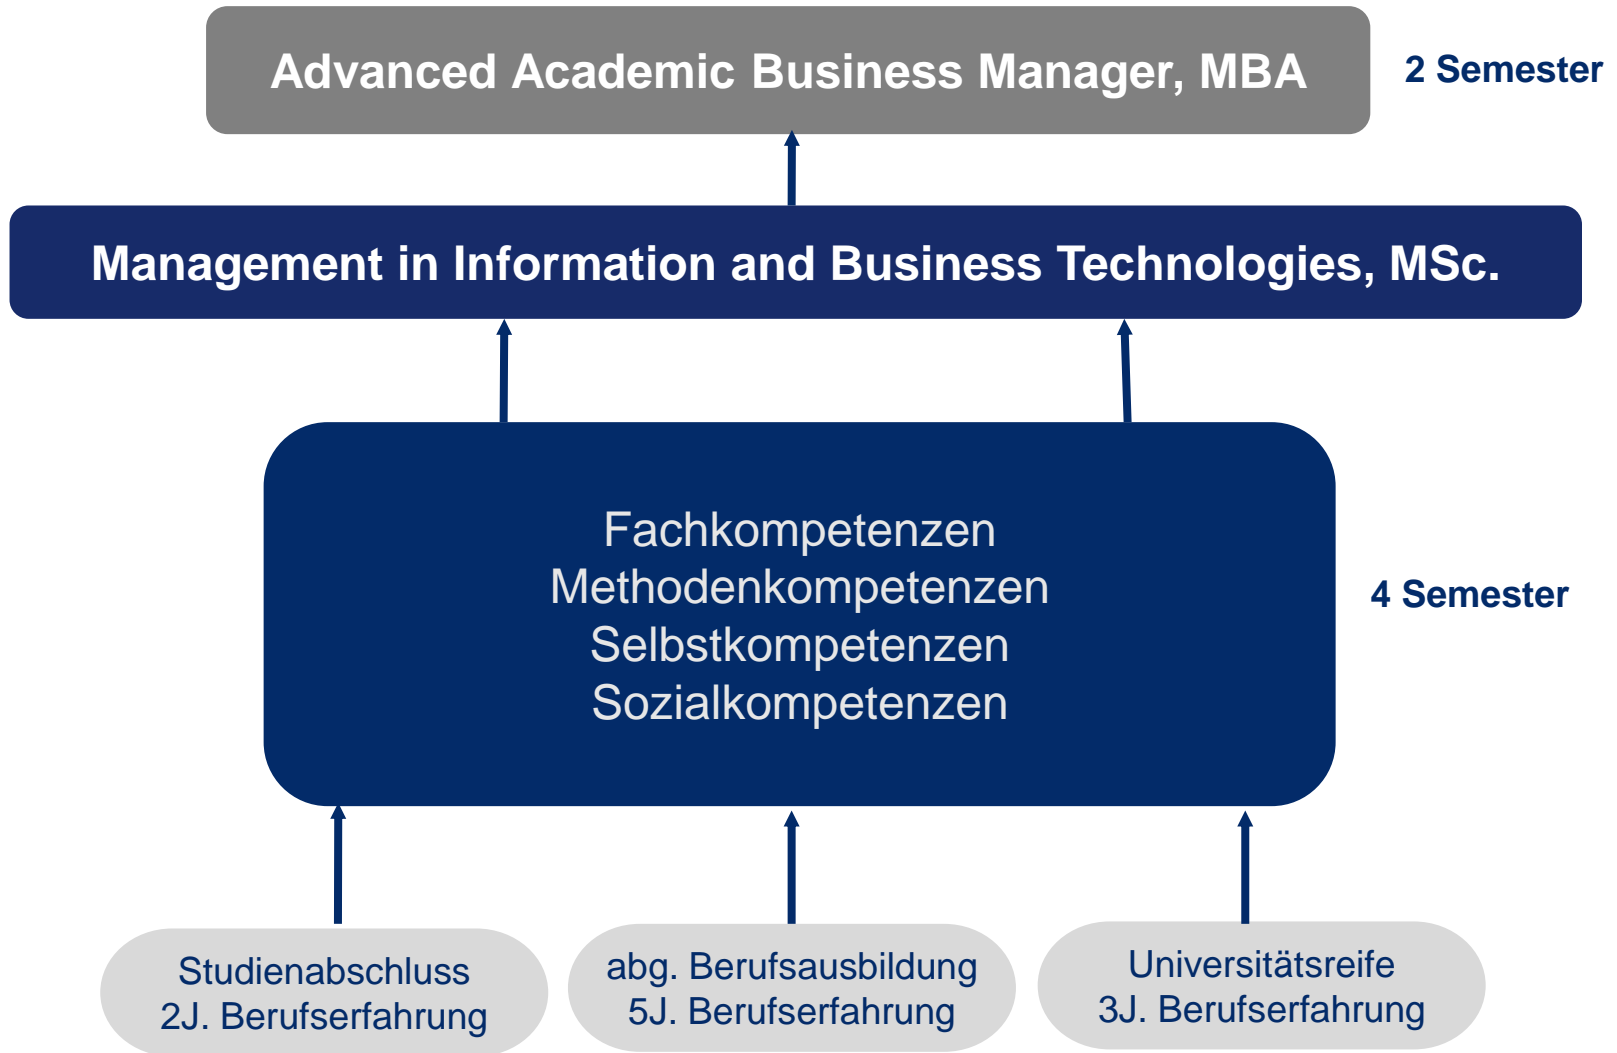 Advanced Academic Business Manager, MBA
2 Semester
Management in Information and Business Technologies, MSc.
Fachkompetenzen
Methodenkompetenzen
Selbstkompetenzen
Sozialkompetenzen
4 Semester
Studienabschluss
2J. Berufserfahrung
abg. Berufsausbildung
5J. Berufserfahrung
Universitätsreife
3J. Berufserfahrung